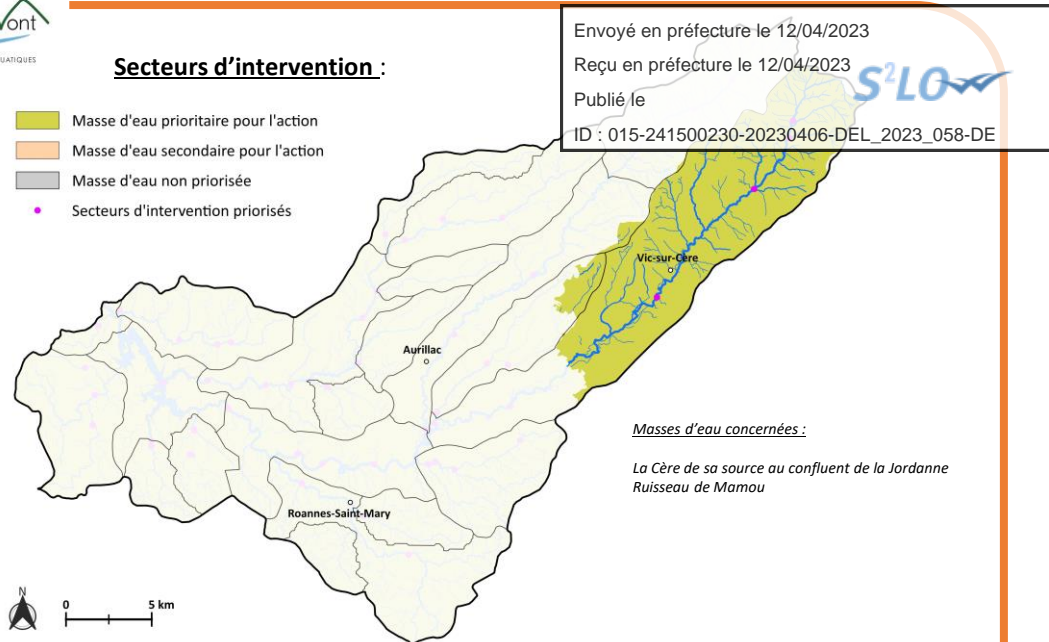 ont
UATIQUES
Envoyé en préfecture le 12/04/2023
Reçu en préfecture le 12/04/2023
Publié le
S²LO
ID : 015-241500230-20230406-DEL_2023_058-DE
Secteurs d'intervention :
Masse d'eau prioritaire pour l'action
Masse d'eau secondaire pour l'action
Masse d'eau non priorisée
Secteurs d'intervention priorisés
Vic-sur-Cère
Aurillac
Roannes-Saint-Mary
Masses d'eau concernées :
La Cère de sa source au confluent de la Jordanne
Ruisseau de Mamou
N
0 5 km